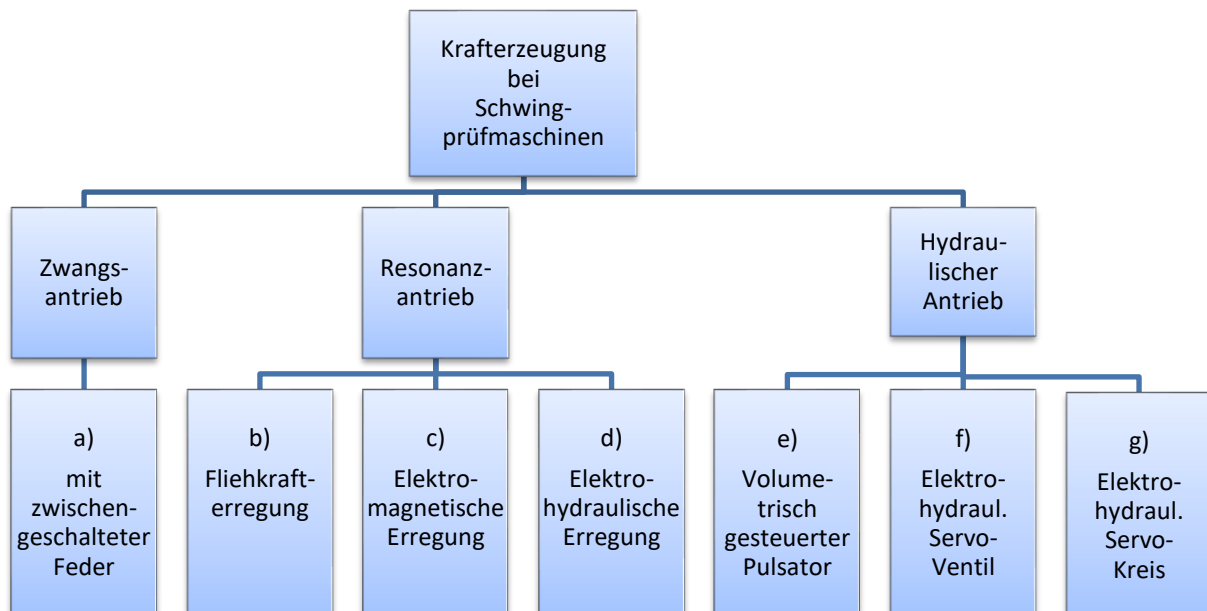 Krafterzeugung
bei
Schwing-
prüfmaschinen
Zwangs-
antrieb
Resonanz-
antrieb
Hydrau-
lischer
Antrieb
a)
mit
zwischen-
geschalteter
Feder
b)
Fliehkraft-
erregung
c)
Elektro-
magnetische
Erregung
d)
Elektro-
hydraulische
Erregung
e)
Volume-
trisch
gesteuerter
Pulsator
f)
Elektro-
hydraul.
Servo-
Ventil
g)
Elektro-
hydraul.
Servo-
Kreis